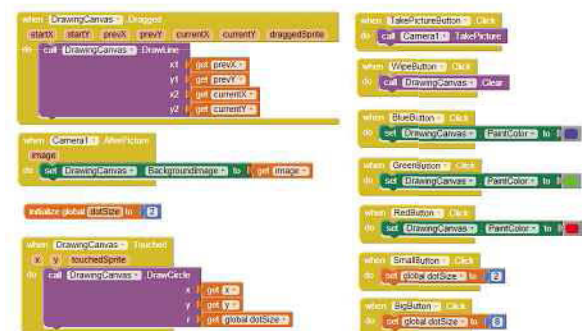 when DrawingCanvas .Dragged
startX startY prevX prevY currentX currentY draggedSprite
do call DrawingCanvas .DrawLine
x1 get prevX
y1 get prevY
x2 get currentX
y2 get currentY
when Camera1 .AfterPicture
image
do set DrawingCanvas . BackgroundImage to get image
initialize global dotSize to 2
when DrawingCanvas .Touched
x y touchedSprite
do call DrawingCanvas .DrawCircle
x get x
y get y
r get global dotSize
when TakePictureButton .Click
do call Camera1 .TakePicture
when WipeButton .Click
do call DrawingCanvas .Clear
when BlueButton .Click
do set DrawingCanvas . PaintColor to
when GreenButton .Click
do set DrawingCanvas . PaintColor to
when RedButton .Click
do set DrawingCanvas . PaintColor to
when SmallButton .Click
do set global dotSize to 2
when BigButton .Click
do set global dotSize to 8